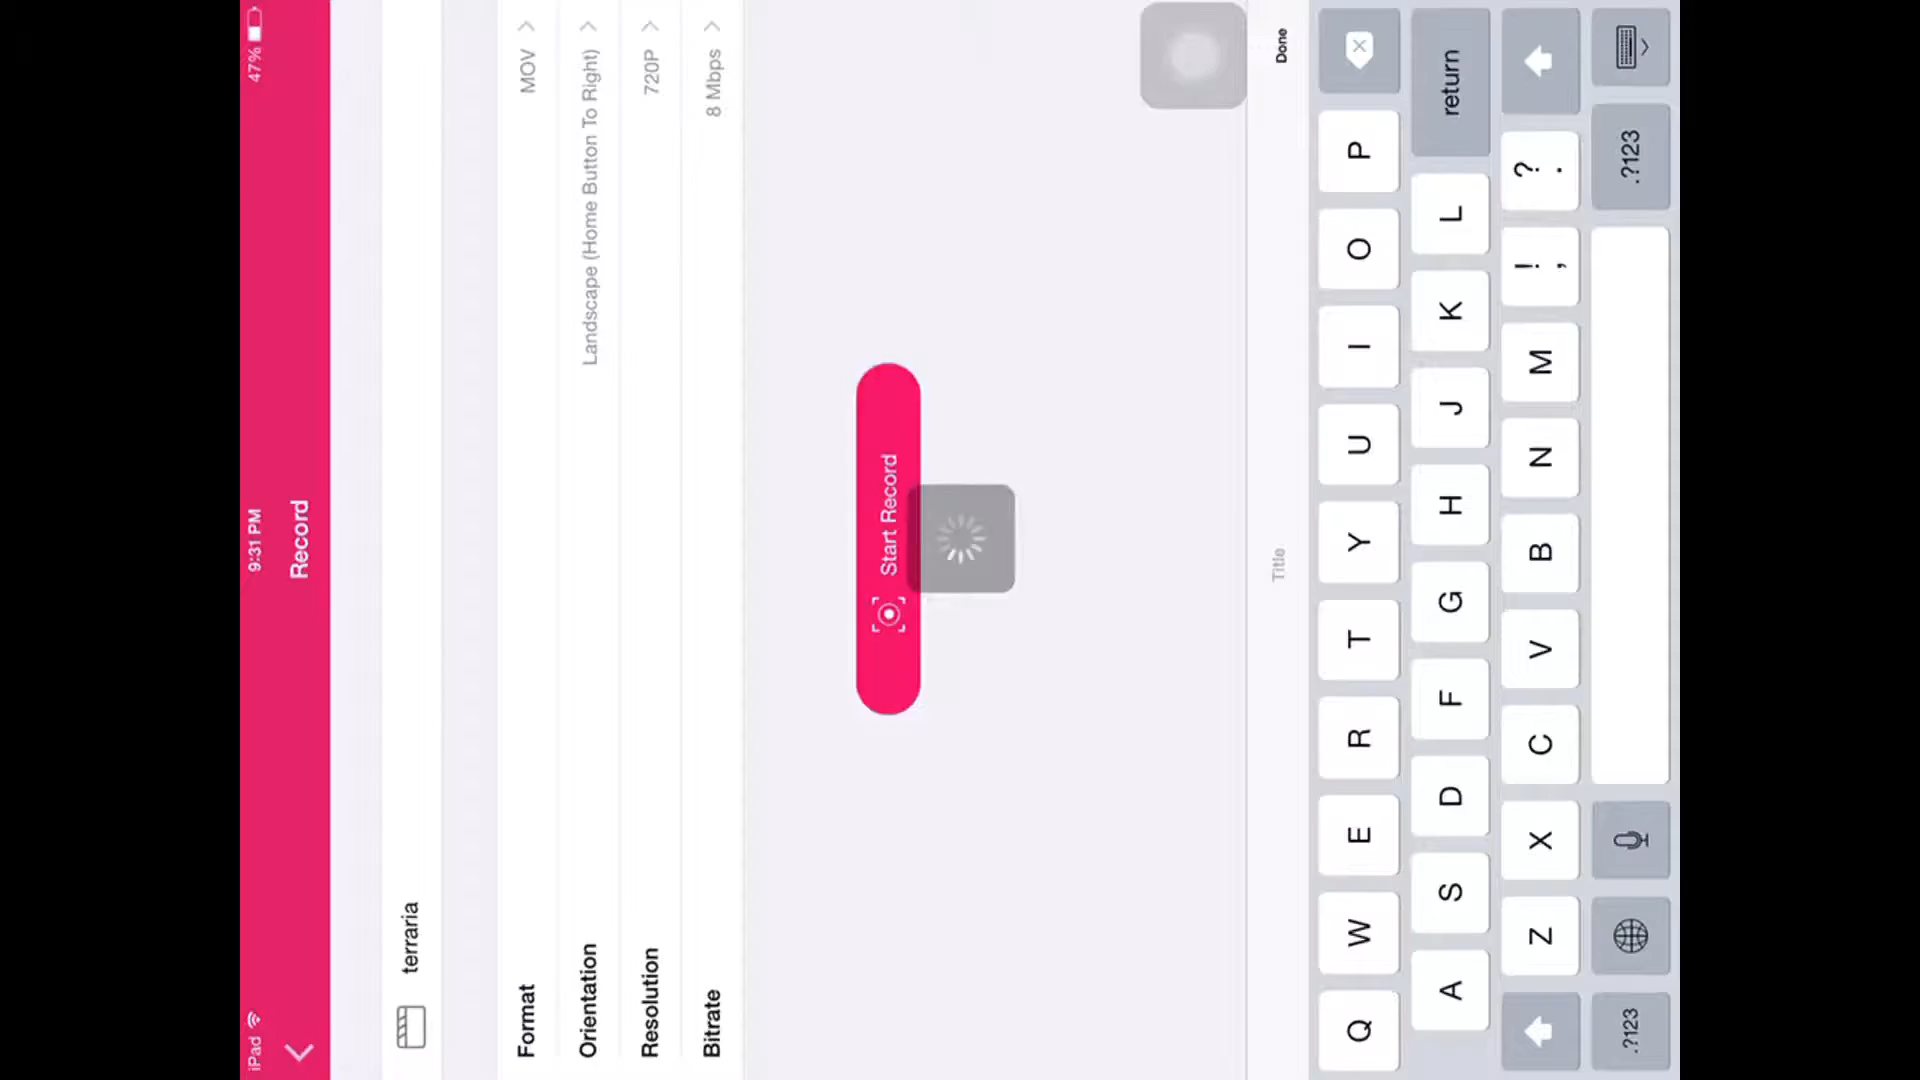 iPad 9:31 PM 47%
Record
terraria
Format MOV
Orientation Landscape (Home Button To Right)
Resolution 720P
Bitrate 8 Mbps
Start Record
Title Done
Q W E R T Y U I O P
A S D F G H J K L return
Z X C V B N M ! , ? .
.?123 .?123